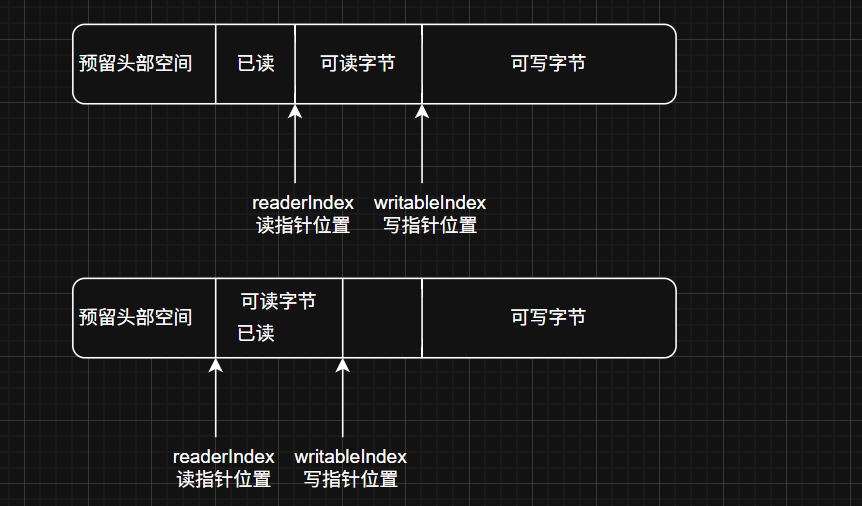 预留头部空间 已读 可读字节 可写字节
readerIndex writableIndex
读指针位置 写指针位置
可读字节
预留头部空间 可写字节
已读
readerIndex writableIndex
读指针位置 写指针位置